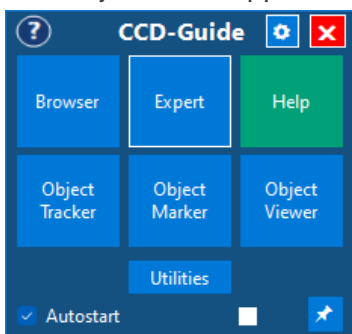 ? CCD-Guide
Browser Expert Help
Object Tracker Object Marker Object Viewer
Utilities
Autostart